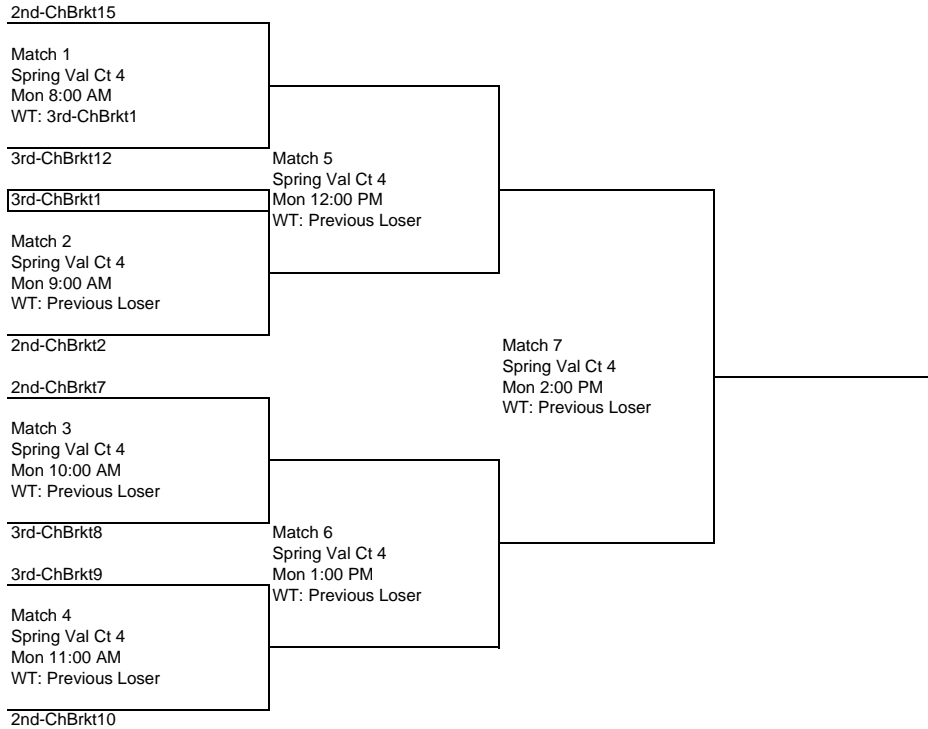 2nd-ChBrkt15
Match 1
Spring Val Ct 4
Mon 8:00 AM
WT: 3rd-ChBrkt1
3rd-ChBrkt12
3rd-ChBrkt1
Match 2
Spring Val Ct 4
Mon 9:00 AM
WT: Previous Loser
2nd-ChBrkt2
2nd-ChBrkt7
Match 3
Spring Val Ct 4
Mon 10:00 AM
WT: Previous Loser
3rd-ChBrkt8
3rd-ChBrkt9
Match 4
Spring Val Ct 4
Mon 11:00 AM
WT: Previous Loser
2nd-ChBrkt10
Match 5
Spring Val Ct 4
Mon 12:00 PM
WT: Previous Loser
Match 6
Spring Val Ct 4
Mon 1:00 PM
WT: Previous Loser
Match 7
Spring Val Ct 4
Mon 2:00 PM
WT: Previous Loser